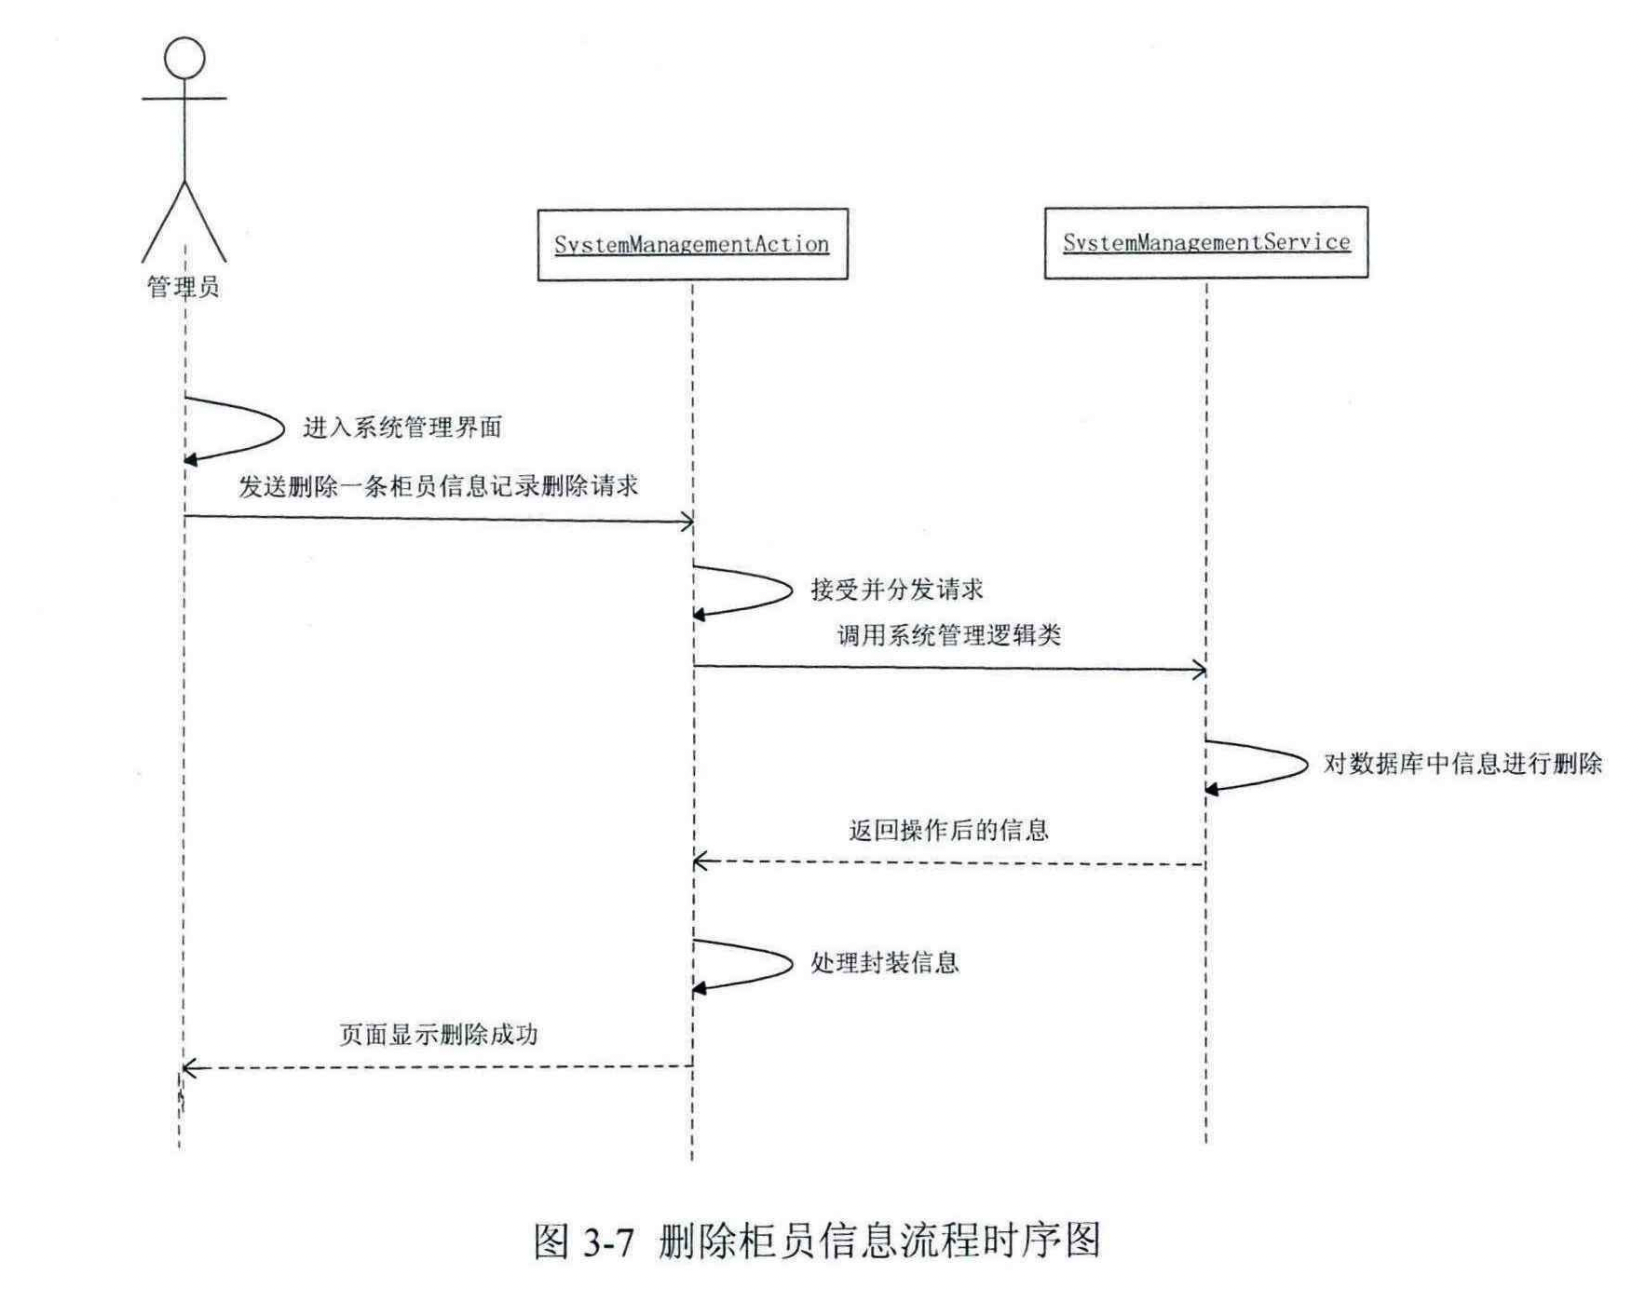 SystemManagementAction
SystemManagementService
管理员
进入系统管理界面
发送删除一条柜员信息记录删除请求
接受并分发请求
调用系统管理逻辑类
对数据库中信息进行删除
返回操作后的信息
处理封装信息
页面显示删除成功
图 3-7 删除柜员信息流程时序图